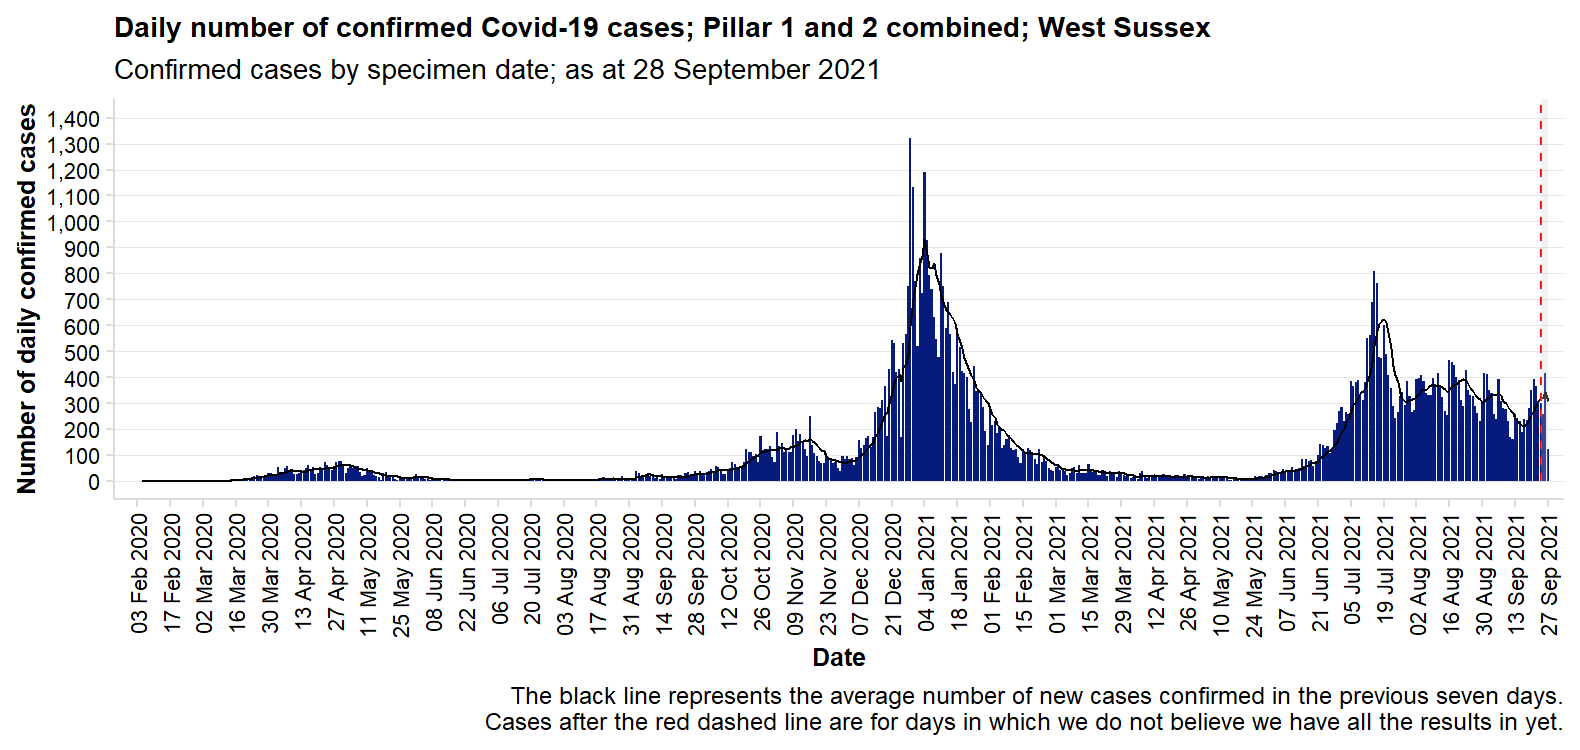 Daily number of confirmed Covid-19 cases; Pillar 1 and 2 combined; West Sussex
Confirmed cases by specimen date; as at 28 September 2021
Number of daily confirmed cases
1,400
1,300
1,200
1,100
1,000
900
800
700
600
500
400
300
200
100
0
03 Feb 2020
17 Feb 2020
02 Mar 2020
16 Mar 2020
30 Mar 2020
13 Apr 2020
27 Apr 2020
11 May 2020
25 May 2020
08 Jun 2020
22 Jun 2020
06 Jul 2020
20 Jul 2020
03 Aug 2020
17 Aug 2020
31 Aug 2020
14 Sep 2020
28 Sep 2020
12 Oct 2020
26 Oct 2020
09 Nov 2020
23 Nov 2020
07 Dec 2020
21 Dec 2020
04 Jan 2021
18 Jan 2021
01 Feb 2021
15 Feb 2021
01 Mar 2021
15 Mar 2021
29 Mar 2021
12 Apr 2021
26 Apr 2021
10 May 2021
24 May 2021
07 Jun 2021
21 Jun 2021
05 Jul 2021
19 Jul 2021
02 Aug 2021
16 Aug 2021
30 Aug 2021
13 Sep 2021
27 Sep 2021
Date
The black line represents the average number of new cases confirmed in the previous seven days.
Cases after the red dashed line are for days in which we do not believe we have all the results in yet.